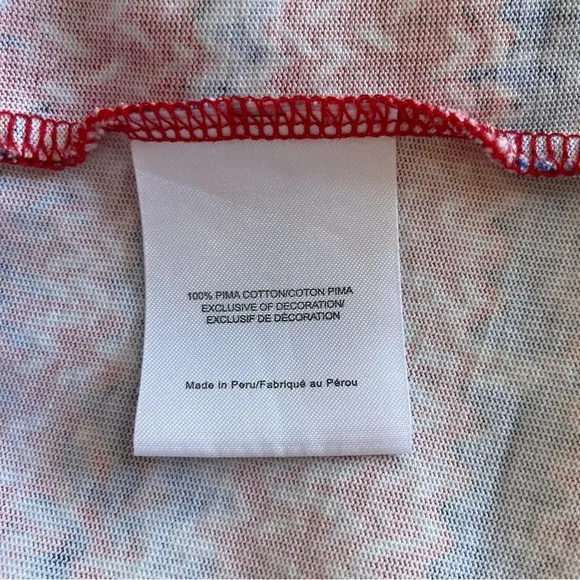 100% PIMA COTTON/COTON PIMA
EXCLUSIVE OF DECORATION/
EXCLUSIF DE DÉCORATION
Made in Peru/Fabriqué au Pérou